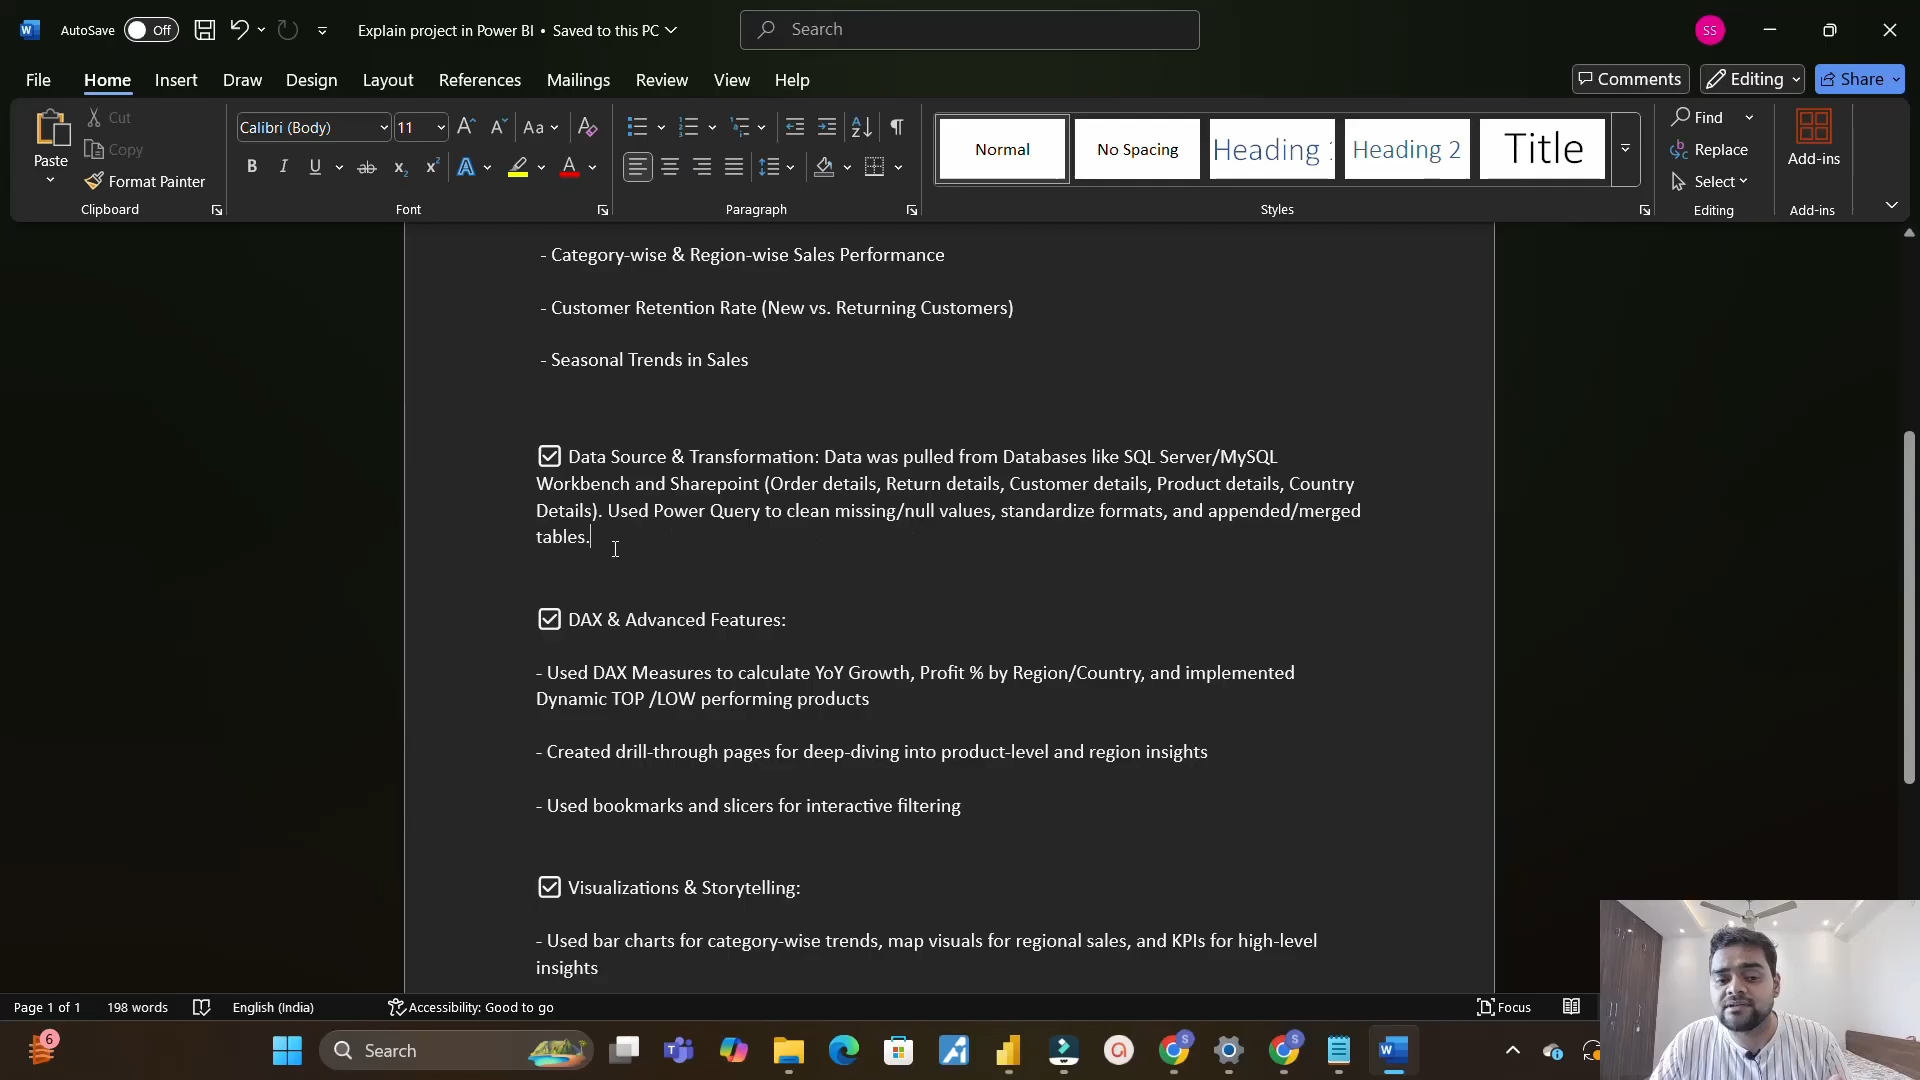 AutoSave Off Explain project in Power BI • Saved to this PC Search SS
File Home Insert Draw Design Layout References Mailings Review View Help Comments Editing Share
Paste Cut Copy Format Painter
Calibri (Body) 11
Normal No Spacing Heading 1 Heading 2 Title
Find Replace Select Add-ins
Clipboard Font Paragraph Styles Editing Add-ins
- Category-wise & Region-wise Sales Performance
- Customer Retention Rate (New vs. Returning Customers)
- Seasonal Trends in Sales
Data Source & Transformation: Data was pulled from Databases like SQL Server/MySQL
Workbench and Sharepoint (Order details, Return details, Customer details, Product details, Country
Details). Used Power Query to clean missing/null values, standardize formats, and appended/merged
tables.
DAX & Advanced Features:
- Used DAX Measures to calculate YoY Growth, Profit % by Region/Country, and implemented
Dynamic TOP /LOW performing products
- Created drill-through pages for deep-diving into product-level and region insights
- Used bookmarks and slicers for interactive filtering
Visualizations & Storytelling:
- Used bar charts for category-wise trends, map visuals for regional sales, and KPIs for high-level
insights
Page 1 of 1 198 words English (India) Accessibility: Good to go Focus
6 Search